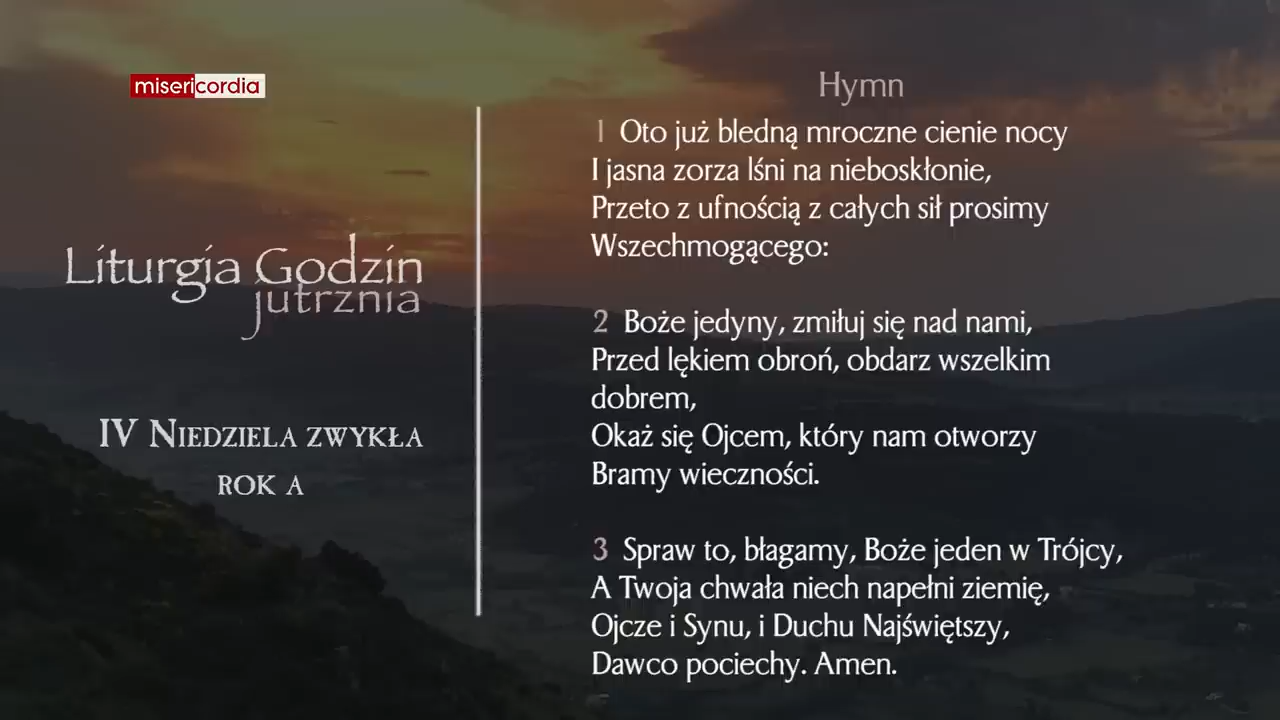 misericordia
Liturgia Godzin
jutrznia
IV Niedziela zwykła
rok A
Hymn
1 Oto już bledną mroczne cienie nocy
I jasna zorza lśni na nieboskłonie,
Przeto z ufnością z całych sił prosimy
Wszechmogącego:
2 Boże jedyny, zmiłuj się nad nami,
Przed lękiem obroń, obdarz wszelkim
dobrem,
Okaż się Ojcem, który nam otworzy
Bramy wieczności.
3 Spraw to, błagamy, Boże jeden w Trójcy,
A Twoja chwała niech napełni ziemię,
Ojcze i Synu, i Duchu Najświętszy,
Dawco pociechy. Amen.